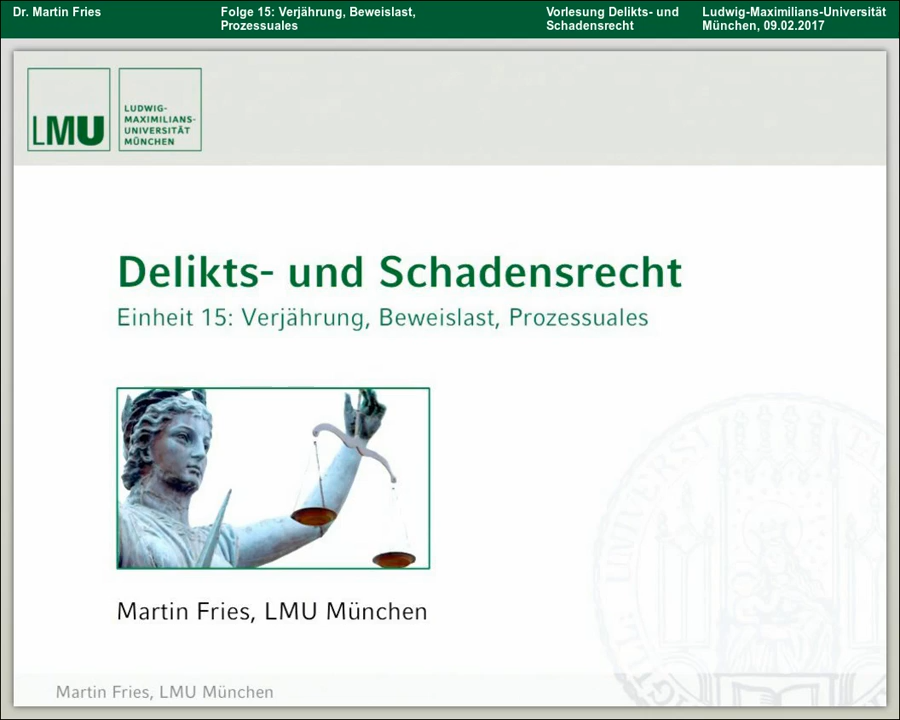 Dr. Martin Fries
Folge 15: Verjährung, Beweislast,
Prozessuales
Vorlesung Delikts- und
Schadensrecht
Ludwig-Maximilians-Universität
München, 09.02.2017
LMU
LUDWIG-
MAXIMILIANS-
UNIVERSITÄT
MÜNCHEN
Delikts- und Schadensrecht
Einheit 15: Verjährung, Beweislast, Prozessuales
Martin Fries, LMU München
Martin Fries, LMU München